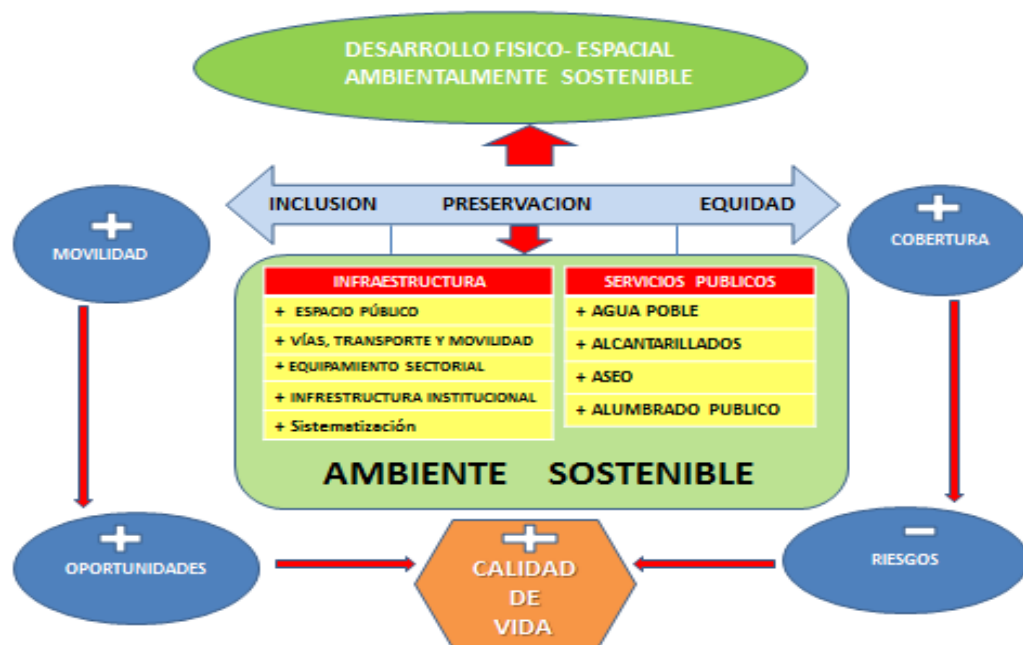 DESARROLLO FISICO- ESPACIAL
AMBIENTALMENTE SOSTENIBLE
INCLUSION PRESERVACION EQUIDAD
+
MOVILIDAD
+
COBERTURA
INFRAESTRUCTURA
+ ESPACIO PÚBLICO
+ VÍAS, TRANSPORTE Y MOVILIDAD
+ EQUIPAMIENTO SECTORIAL
+ INFRESTRUCTURA INSTITUCIONAL
+ Sistematización
SERVICIOS PUBLICOS
+ AGUA POBLE
+ ALCANTARILLADOS
+ ASEO
+ ALUMBRADO PUBLICO
AMBIENTE SOSTENIBLE
+
OPORTUNIDADES
+
CALIDAD
DE
VIDA
-
RIESGOS